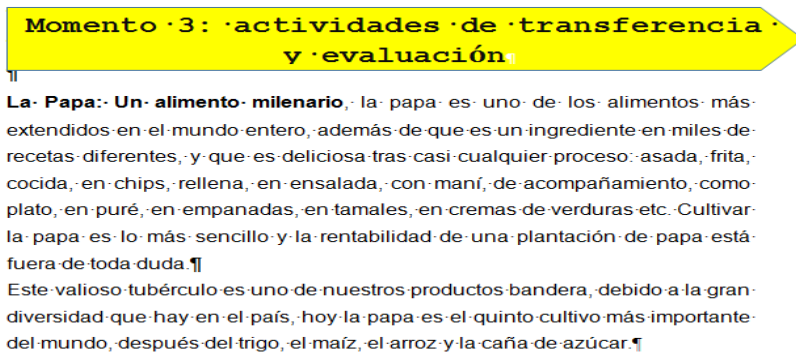 Momento 3: actividades de transferencia
y evaluación
¶
La Papa: Un alimento milenario, la papa es uno de los alimentos más
extendidos en el mundo entero, además de que es un ingrediente en miles de
recetas diferentes, y que es deliciosa tras casi cualquier proceso: asada, frita,
cocida, en chips, rellena, en ensalada, con maní, de acompañamiento, como
plato, en puré, en empanadas, en tamales, en cremas de verduras etc. Cultivar
la papa es lo más sencillo y la rentabilidad de una plantación de papa está
fuera de toda duda.¶
Este valioso tubérculo es uno de nuestros productos bandera, debido a la gran
diversidad que hay en el país, hoy la papa es el quinto cultivo más importante
del mundo, después del trigo, el maíz, el arroz y la caña de azúcar.¶